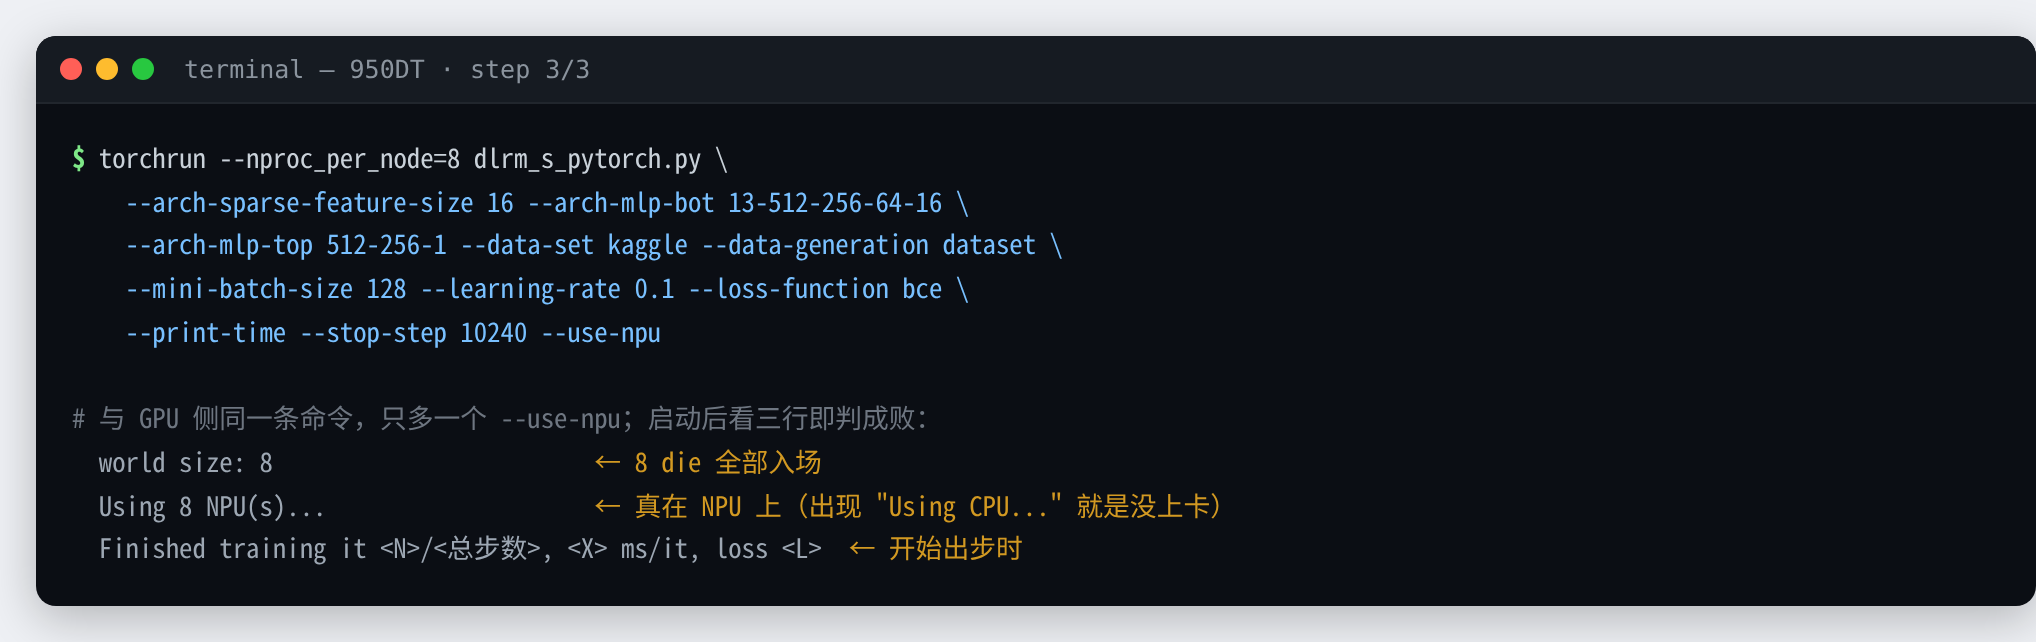 terminal — 950DT · step 3/3
$ torchrun --nproc_per_node=8 dlrm_s_pytorch.py \
--arch-sparse-feature-size 16 --arch-mlp-bot 13-512-256-64-16 \
--arch-mlp-top 512-256-1 --data-set kaggle --data-generation dataset \
--mini-batch-size 128 --learning-rate 0.1 --loss-function bce \
--print-time --stop-step 10240 --use-npu
# 与 GPU 侧同一条命令，只多一个 --use-npu；启动后看三行即判成败：
world size: 8 ← 8 die 全部入场
Using 8 NPU(s)... ← 真在 NPU 上（出现 "Using CPU..." 就是没上卡）
Finished training it <N>/<总步数>, <X> ms/it, loss <L> ← 开始出步时